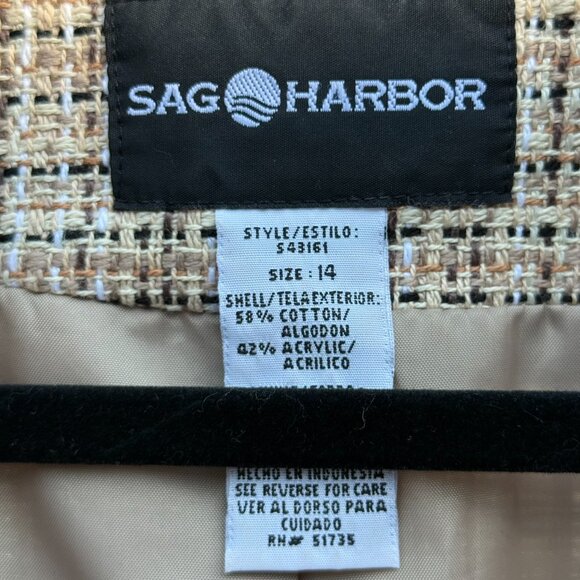 SAG HARBOR
STYLE/ESTILO:
S43161
SIZE : 14
SHELL/TELA EXTERIOR:
58% COTTON/
ALGODON
42% ACRYLIC/
ACRILICO
HECHO EN INDONESIA
SEE REVERSE FOR CARE
VER AL DORSO PARA
CUIDADO
RN# 51735